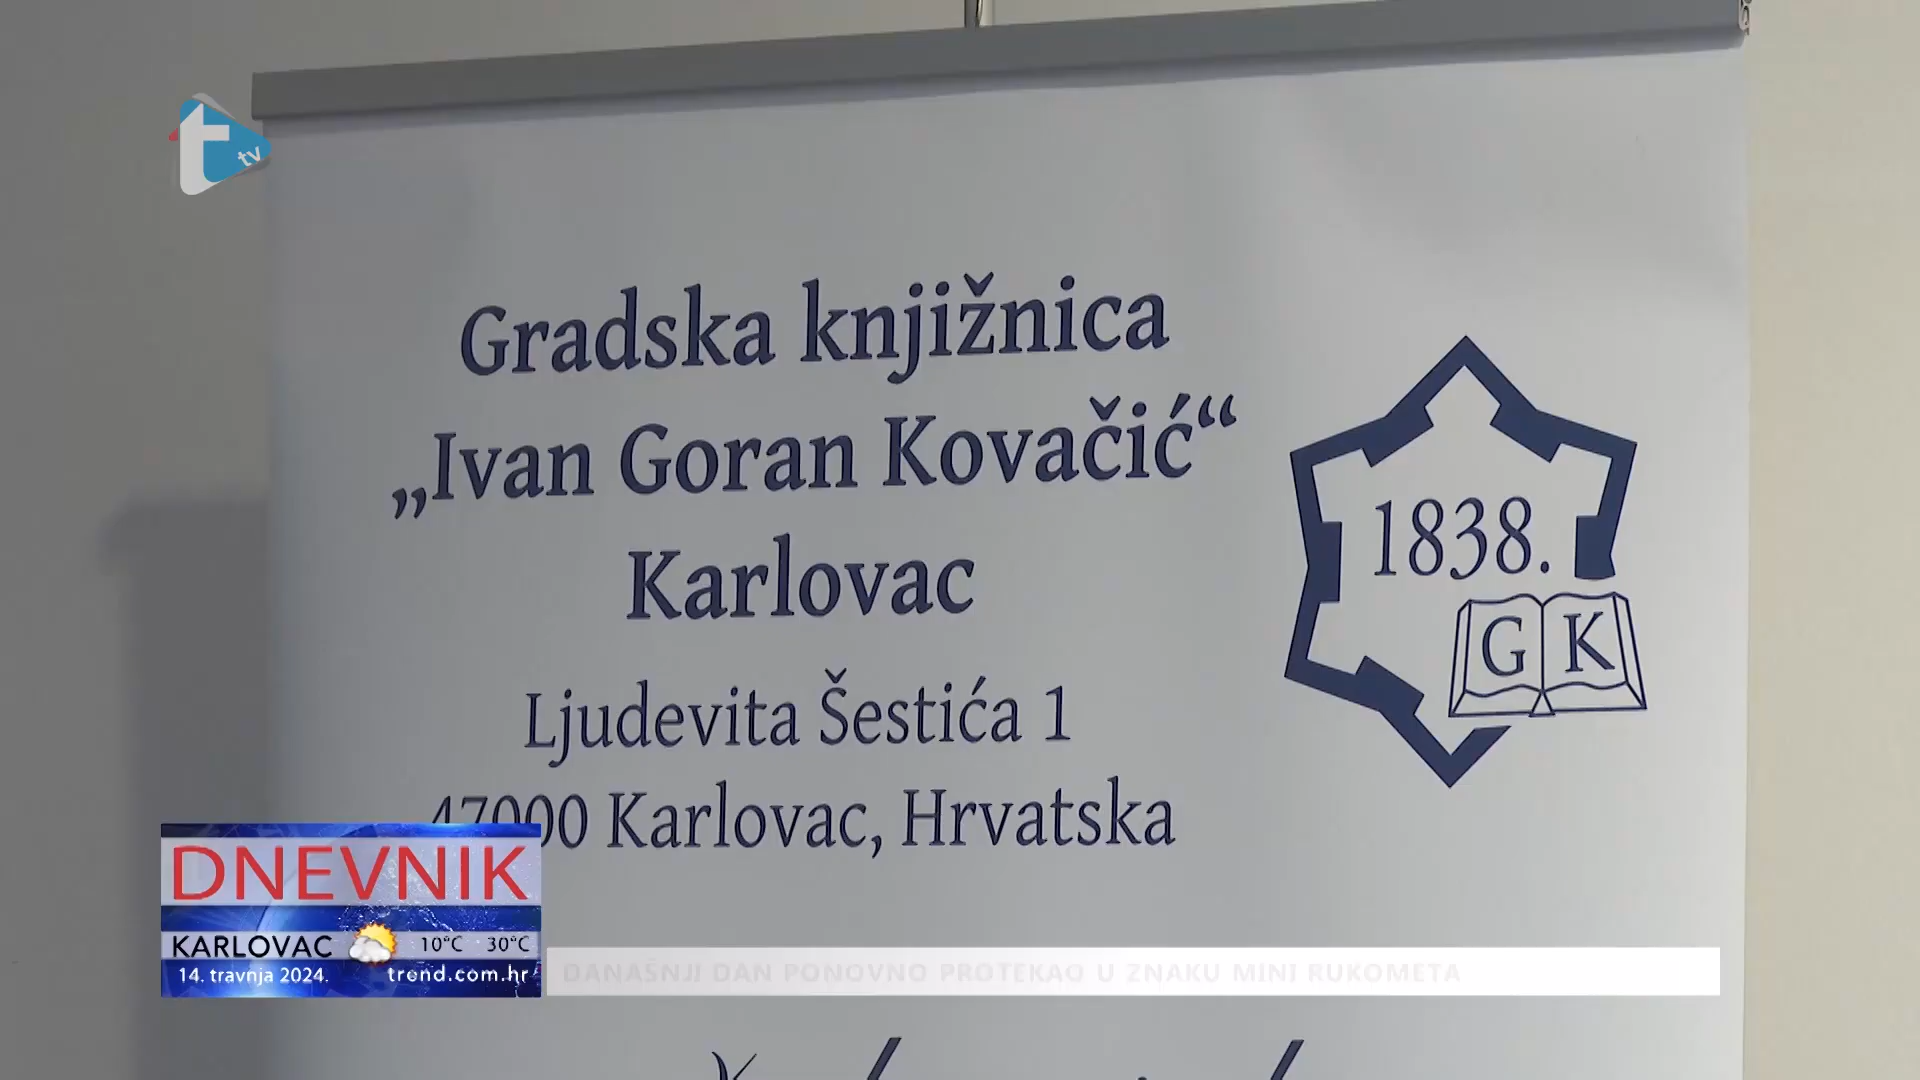 t tv
Gradska knjižnica
„Ivan Goran Kovačić“
Karlovac
Ljudevita Šestića 1
47000 Karlovac, Hrvatska
1838.
G K
DNEVNIK
KARLOVAC 10°C 30°C
14. travnja 2024. trend.com.hr
DANAŠNJI DAN PONOVNO PROTEKAO U ZNAKU MINI RUKOMETA